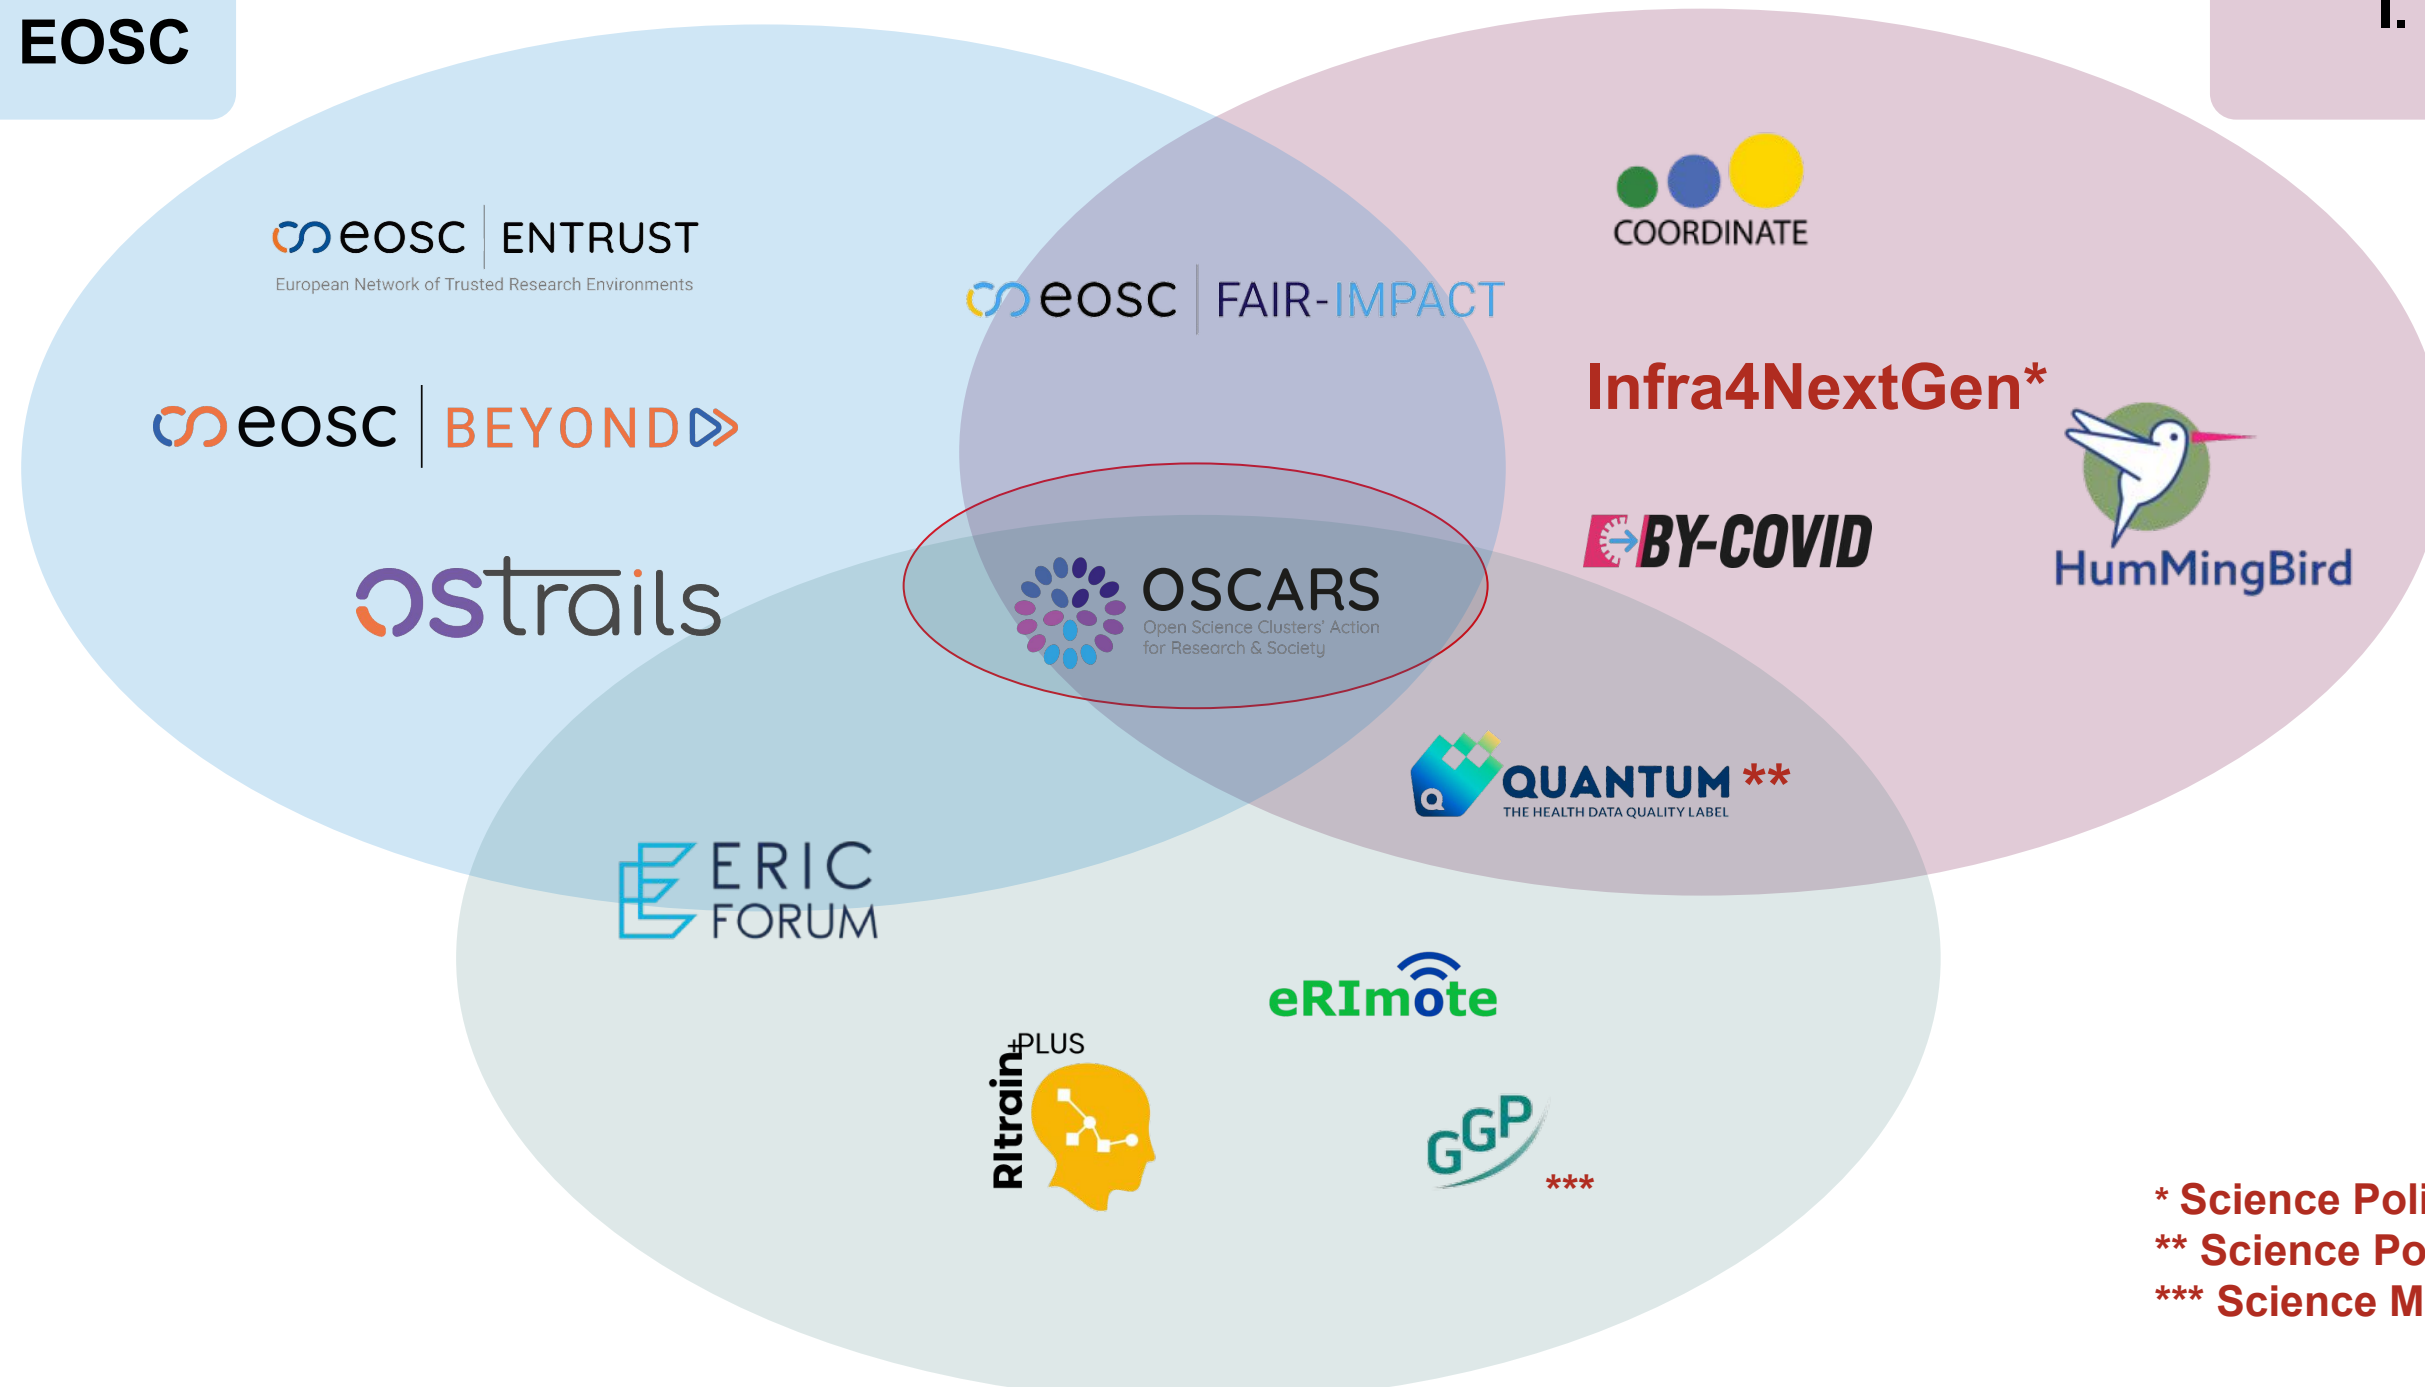 EOSC
I.
eosc | ENTRUST
European Network of Trusted Research Environments
COORDINATE
eosc | FAIR-IMPACT
Infra4NextGen*
eosc | BEYOND
BY-COVID
HumMingBird
OStrails
OSCARS
Open Science Clusters' Action
for Research & Society
QUANTUM **
THE HEALTH DATA QUALITY LABEL
ERIC
FORUM
eRImote
RItrain
+PLUS
GGP
***
* Science Poli
** Science Po
*** Science M